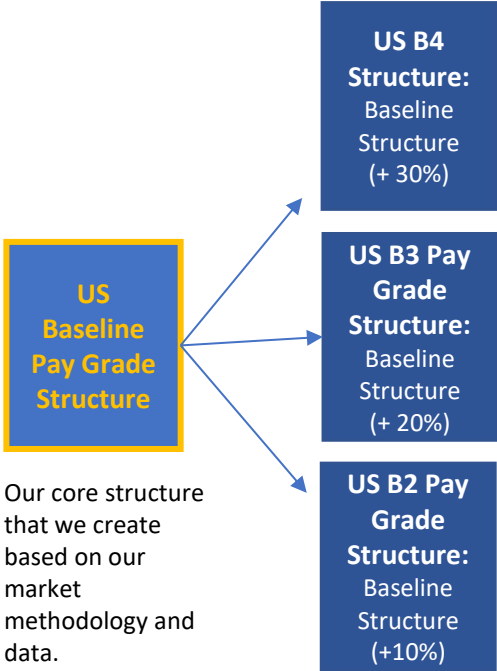 US B4
Structure:
Baseline
Structure
(+ 30%)
US
Baseline
Pay Grade
Structure
US B3 Pay
Grade
Structure:
Baseline
Structure
(+ 20%)
Our core structure
that we create
based on our
market
methodology and
data.
US B2 Pay
Grade
Structure:
Baseline
Structure
(+10%)